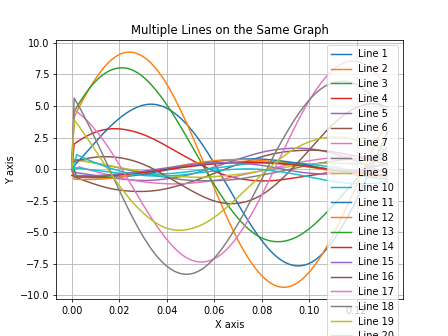 Multiple Lines on the Same Graph
10.0
7.5
5.0
2.5
0.0
−2.5
−5.0
−7.5
−10.0
Y axis
0.00
0.02
0.04
0.06
0.08
0.10
X axis
Line 1
Line 2
Line 3
Line 4
Line 5
Line 6
Line 7
Line 8
Line 9
Line 10
Line 11
Line 12
Line 13
Line 14
Line 15
Line 16
Line 17
Line 18
Line 19
Line 20